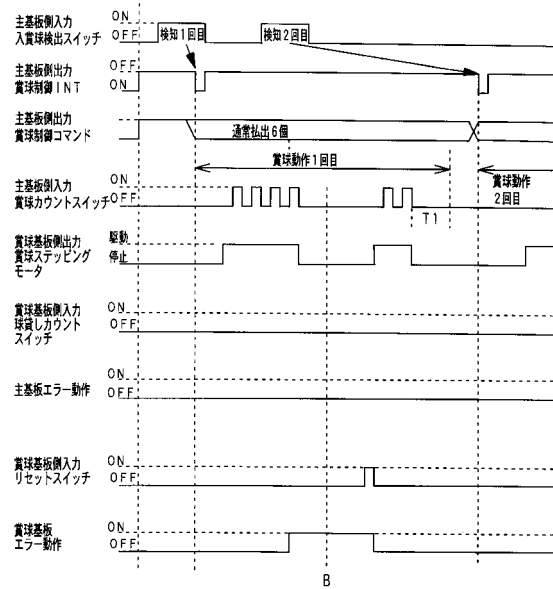 主基板側入力
入賞球検出スイッチ
ON
OFF
検知1回目
検知2回目
主基板側出力
賞球制御INT
OFF
ON
主基板側出力
賞球制御コマンド
通常払出6個
賞球動作1回目
賞球動作
2回目
主基板側入力
賞球カウントスイッチ
ON
OFF
T1
賞球基板側出力
賞球ステッピング
モータ
駆動
停止
賞球基板側入力
球貸しカウント
スイッチ
ON
OFF
主基板エラー動作
ON
OFF
賞球基板側入力
リセットスイッチ
ON
OFF
賞球基板
エラー動作
ON
OFF
B